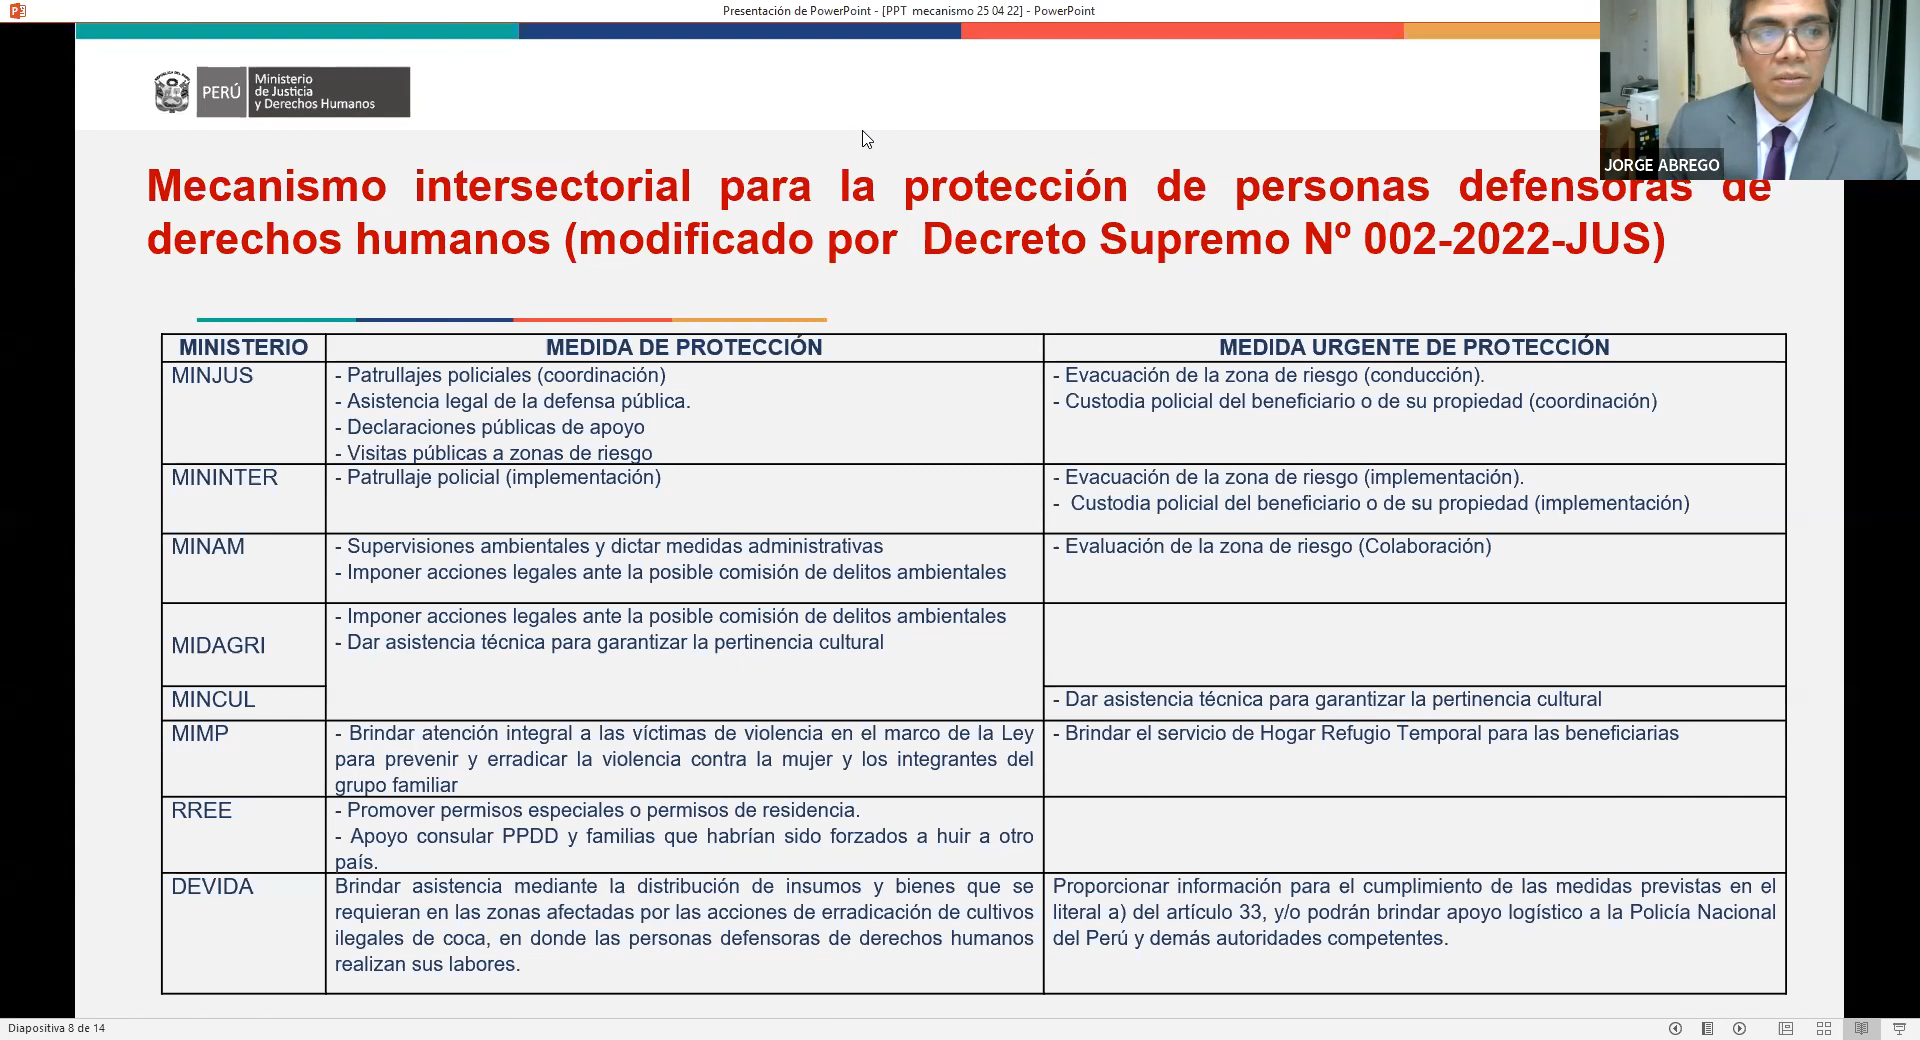 Presentación de PowerPoint - [PPT mecanismo 25 04 22] - PowerPoint
PERÚ
Ministerio
de Justicia
y Derechos Humanos
JORGE ABREGO
Mecanismo intersectorial para la protección de personas defensoras de
derechos humanos (modificado por Decreto Supremo Nº 002-2022-JUS)
MINISTERIO
MEDIDA DE PROTECCIÓN
MEDIDA URGENTE DE PROTECCIÓN
MINJUS
- Patrullajes policiales (coordinación)
- Asistencia legal de la defensa pública.
- Declaraciones públicas de apoyo
- Visitas públicas a zonas de riesgo
- Evacuación de la zona de riesgo (conducción).
- Custodia policial del beneficiario o de su propiedad (coordinación)
MININTER
- Patrullaje policial (implementación)
- Evacuación de la zona de riesgo (implementación).
- Custodia policial del beneficiario o de su propiedad (implementación)
MINAM
- Supervisiones ambientales y dictar medidas administrativas
- Imponer acciones legales ante la posible comisión de delitos ambientales
- Evaluación de la zona de riesgo (Colaboración)
MIDAGRI
- Imponer acciones legales ante la posible comisión de delitos ambientales
- Dar asistencia técnica para garantizar la pertinencia cultural
MINCUL
- Dar asistencia técnica para garantizar la pertinencia cultural
MIMP
- Brindar atención integral a las víctimas de violencia en el marco de la Ley
para prevenir y erradicar la violencia contra la mujer y los integrantes del
grupo familiar
- Brindar el servicio de Hogar Refugio Temporal para las beneficiarias
RREE
- Promover permisos especiales o permisos de residencia.
- Apoyo consular PPDD y familias que habrían sido forzados a huir a otro
país.
DEVIDA
Brindar asistencia mediante la distribución de insumos y bienes que se
requieran en las zonas afectadas por las acciones de erradicación de cultivos
ilegales de coca, en donde las personas defensoras de derechos humanos
realizan sus labores.
Proporcionar información para el cumplimiento de las medidas previstas en el
literal a) del artículo 33, y/o podrán brindar apoyo logístico a la Policía Nacional
del Perú y demás autoridades competentes.
Diapositiva 8 de 14